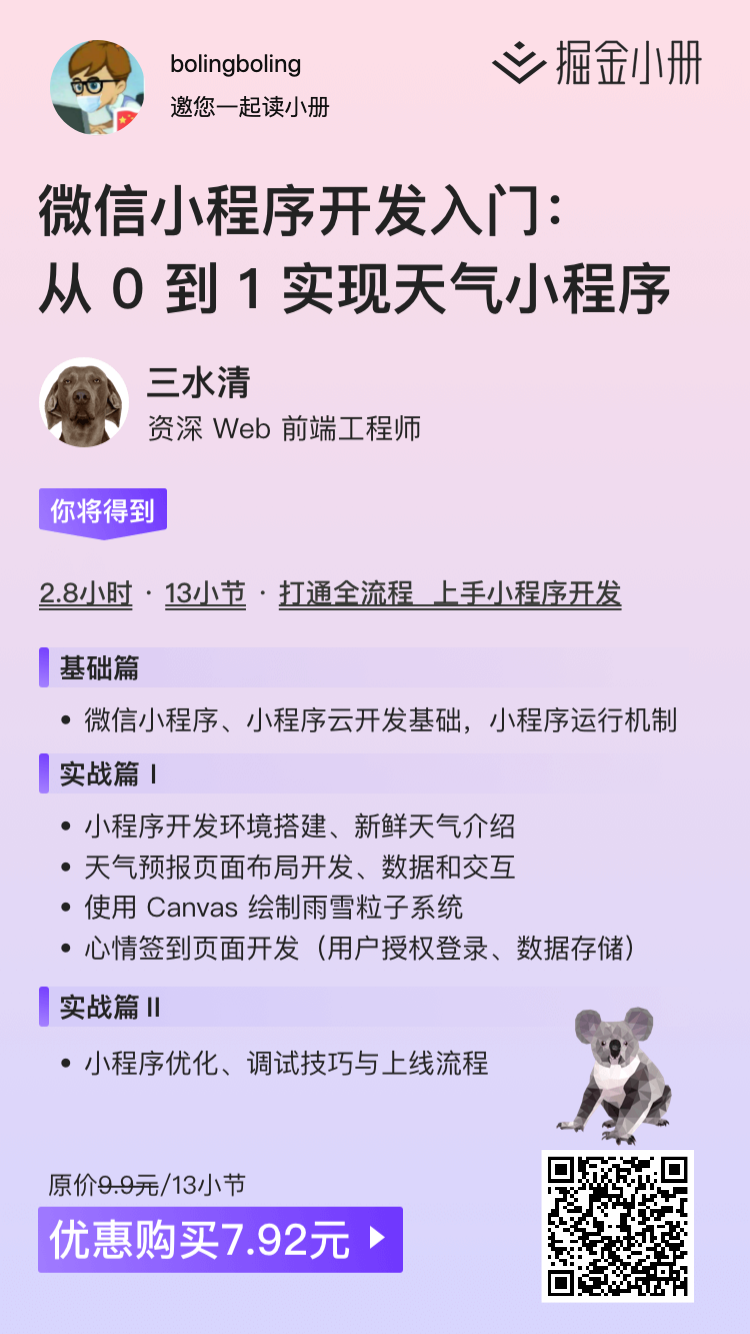 bolingboling
邀您一起读小册
掘金小册
微信小程序开发入门：
从 0 到 1 实现天气小程序
三水清
资深 Web 前端工程师
你将得到
2.8小时 · 13小节 · 打通全流程 上手小程序开发
基础篇
• 微信小程序、小程序云开发基础，小程序运行机制
实战篇 I
• 小程序开发环境搭建、新鲜天气介绍
• 天气预报页面布局开发、数据和交互
• 使用 Canvas 绘制雨雪粒子系统
• 心情签到页面开发（用户授权登录、数据存储）
实战篇 II
• 小程序优化、调试技巧与上线流程
原价9.9元/13小节
优惠购买7.92元